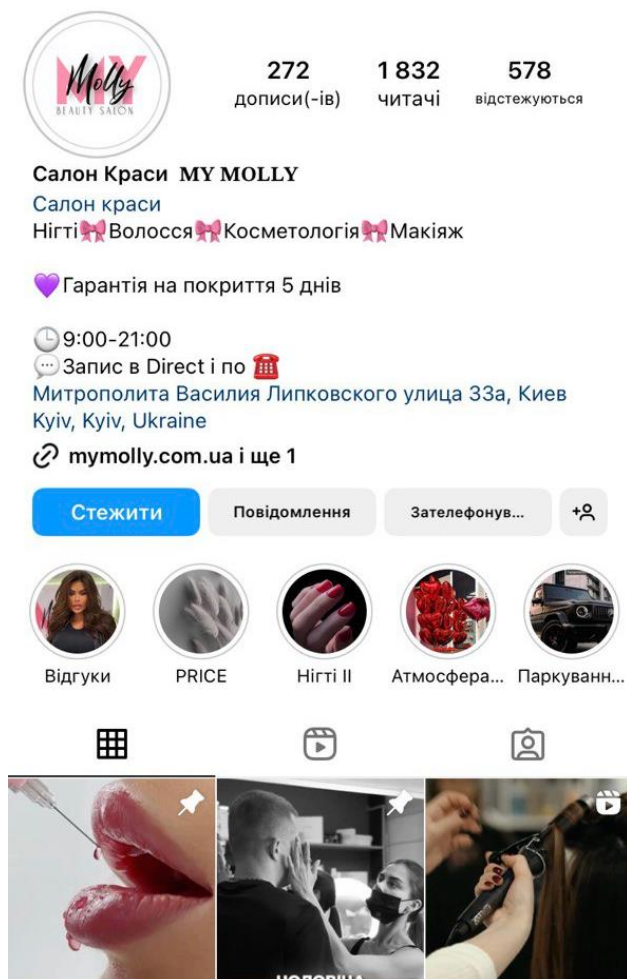 MY
Molly
BEAUTY SALON
272 1 832 578
дописи(-ів) читачі відстежуються
Салон Краси MY MOLLY
Салон краси
Нігті🎀Волосся🎀Косметологія🎀Макіяж
💜Гарантія на покриття 5 днів
🕒9:00-21:00
💬Запис в Direct і по ☎️
Митрополита Василия Липковского улица 33а, Киев
Kyiv, Kyiv, Ukraine
mymolly.com.ua і ще 1
Стежити Повідомлення Зателефонув...
Відгуки PRICE Нігті II Атмосфера... Паркуванн...
ЧОЛОВІЧА